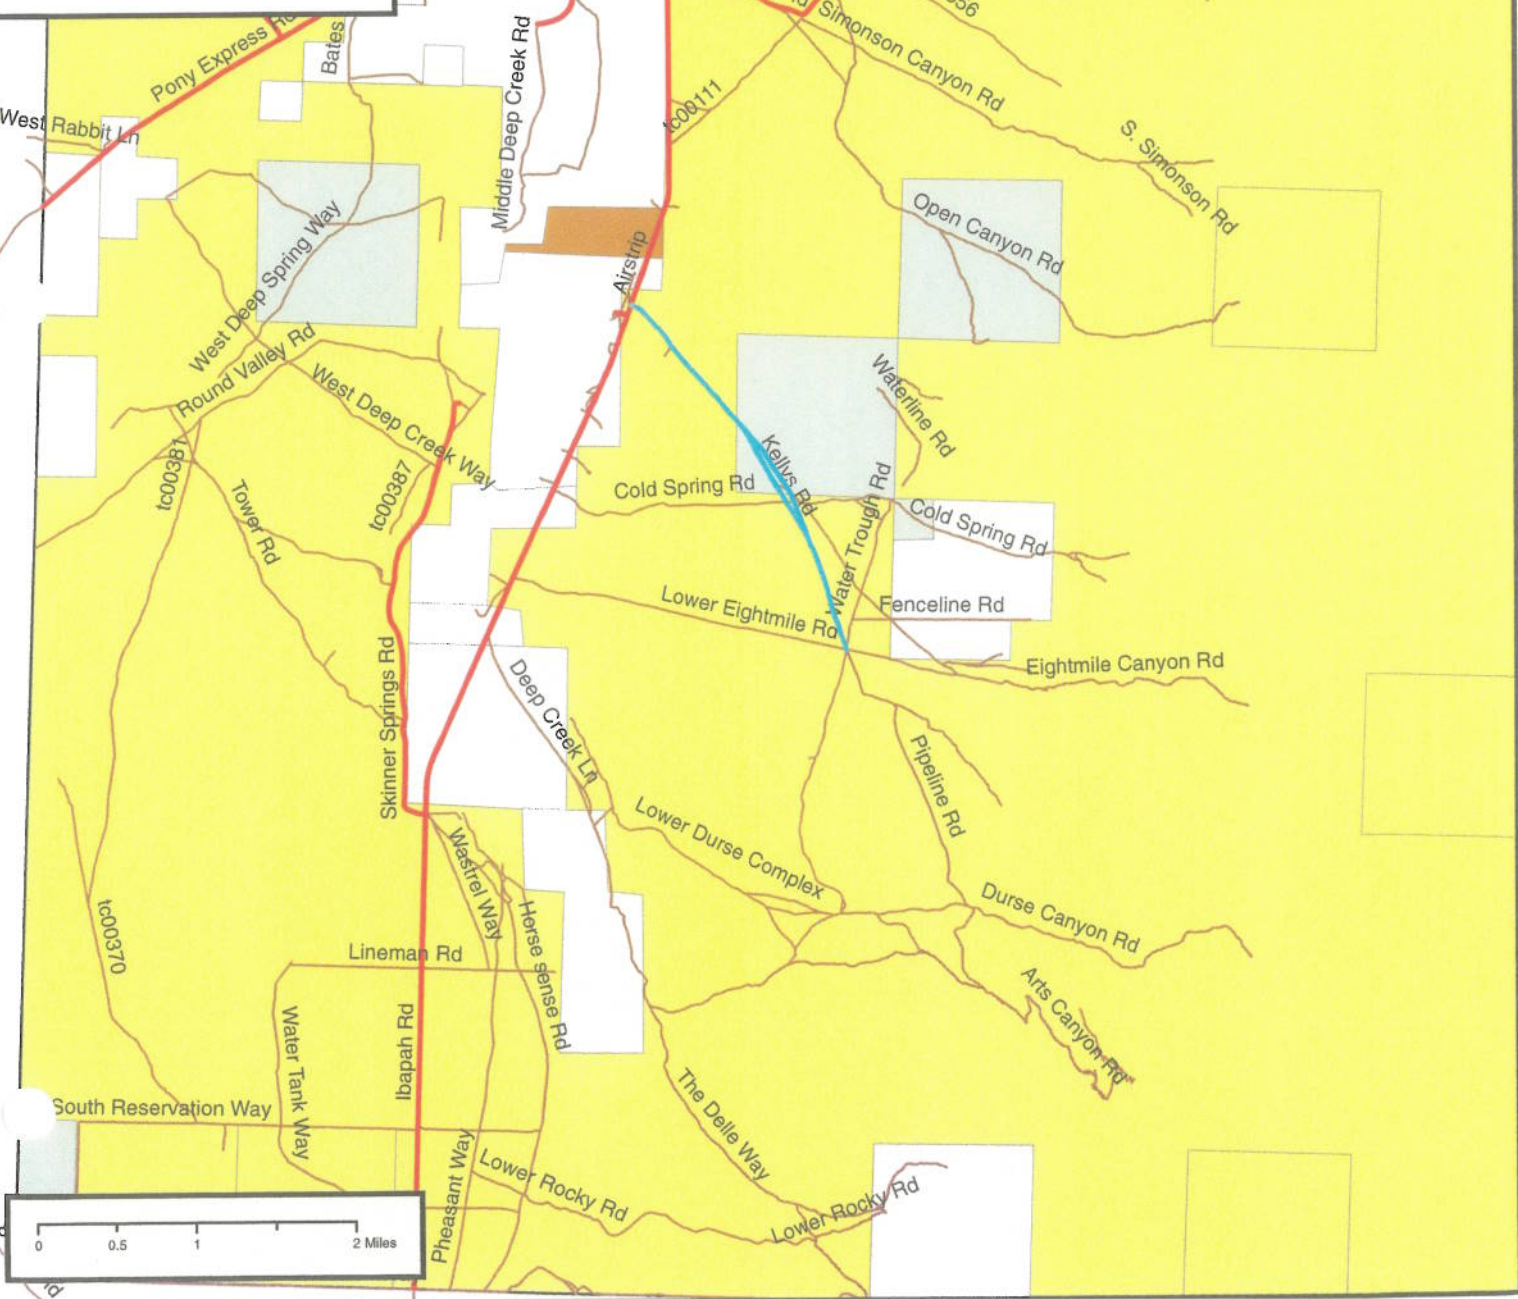 Pony Express Rd
Bates
Middle Deep Creek Rd
Simonson Canyon Rd
tc00111
S. Simonson Rd
West Rabbit Ln
Open Canyon Rd
West Deep Spring Way
Airstrip
Round Valley Rd
West Deep Creek Way
Waterline Rd
Kellys Rd
tc00381
tc00387
Tower Rd
Cold Spring Rd
Water Trough Rd
Cold Spring Rd
Lower Eightmile Rd
Fenceline Rd
Eightmile Canyon Rd
Skinner Springs Rd
Deep Creek Ln
Pipeline Rd
Lower Durse Complex
Wastrel Way
Durse Canyon Rd
tc00370
Horse sense Rd
Lineman Rd
Arts Canyon Rd
Water Tank Way
Ibapah Rd
South Reservation Way
The Delle Way
Pheasant Way
Lower Rocky Rd
Lower Rocky Rd
0 0.5 1 2 Miles